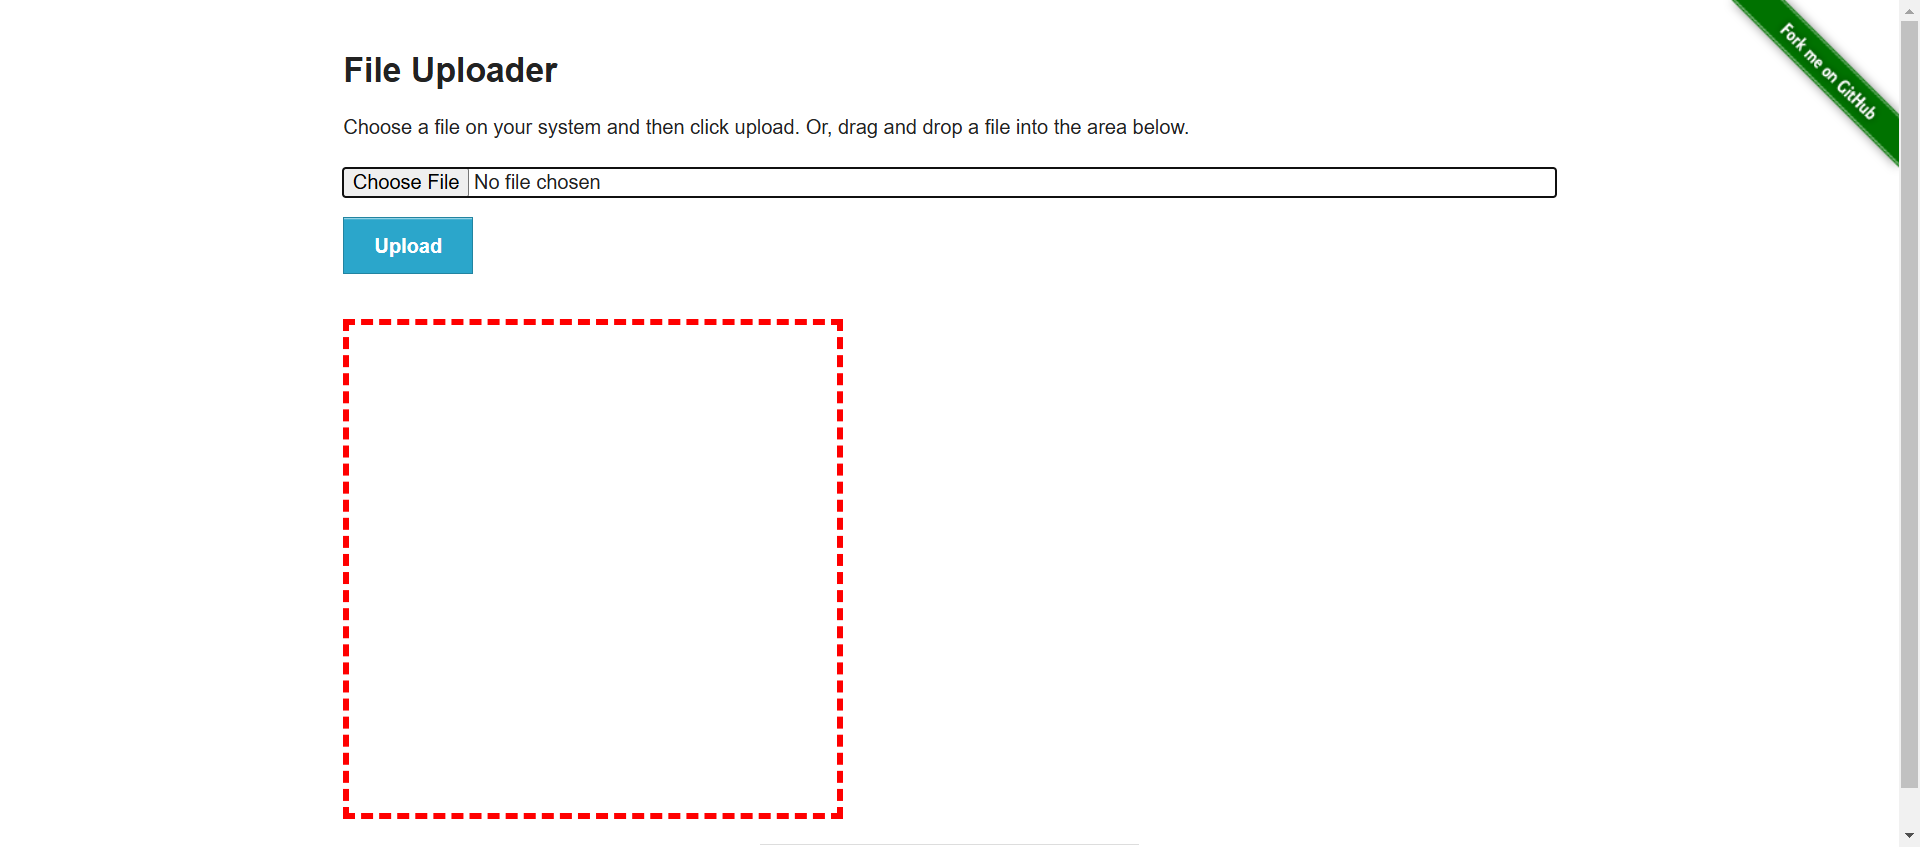 File Uploader
Choose a file on your system and then click upload. Or, drag and drop a file into the area below.
Choose File No file chosen
Upload
Fork me on GitHub